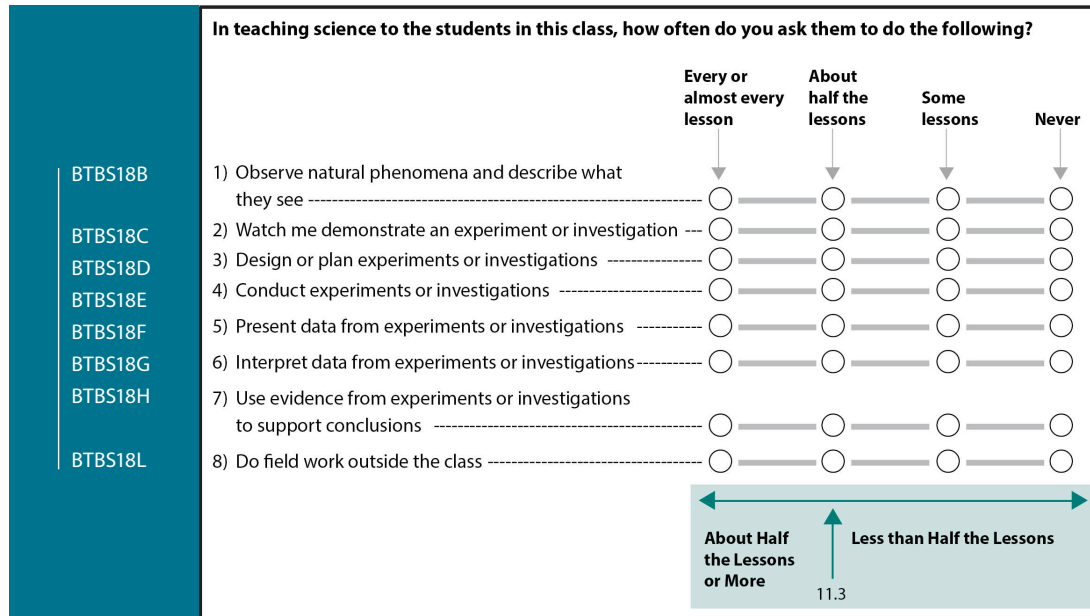 In teaching science to the students in this class, how often do you ask them to do the following?
Every or almost every lesson
About half the lessons
Some lessons
Never
BTBS18B
1) Observe natural phenomena and describe what
they see
BTBS18C
2) Watch me demonstrate an experiment or investigation
BTBS18D
3) Design or plan experiments or investigations
BTBS18E
4) Conduct experiments or investigations
BTBS18F
5) Present data from experiments or investigations
BTBS18G
6) Interpret data from experiments or investigations
BTBS18H
7) Use evidence from experiments or investigations
to support conclusions
BTBS18L
8) Do field work outside the class
About Half
the Lessons
or More
Less than Half the Lessons
11.3